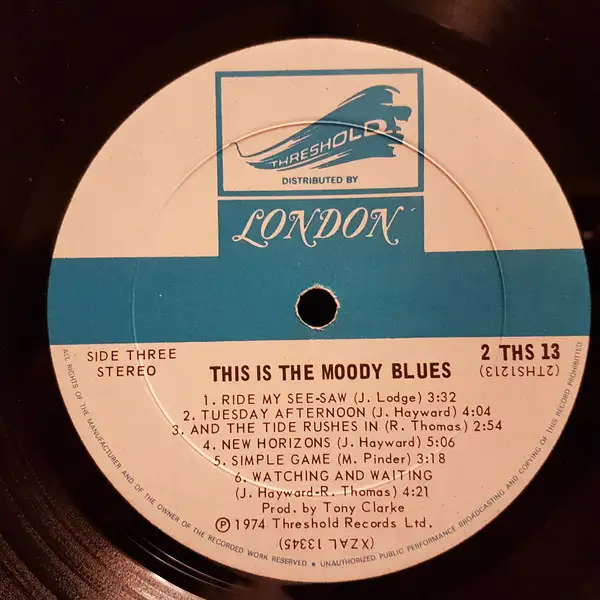 THRESHOLD
DISTRIBUTED BY
LONDON
SIDE THREE
STEREO
THIS IS THE MOODY BLUES
2 THS 13
(2THS1213)
1. RIDE MY SEE-SAW (J. Lodge) 3:32
2. TUESDAY AFTERNOON (J. Hayward) 4:04
3. AND THE TIDE RUSHES IN (R. Thomas) 2:54
4. NEW HORIZONS (J. Hayward) 5:06
5. SIMPLE GAME (M. Pinder) 3:18
6. WATCHING AND WAITING
(J. Hayward-R. Thomas) 4:21
Prod. by Tony Clarke
℗ 1974 Threshold Records Ltd.
(XZAL 13345)
ALL RIGHTS OF THE MANUFACTURER AND OF THE OWNER OF THE RECORDED WORK RESERVED • UNAUTHORIZED PUBLIC PERFORMANCE BROADCASTING AND COPYING OF THIS RECORD PROHIBITED